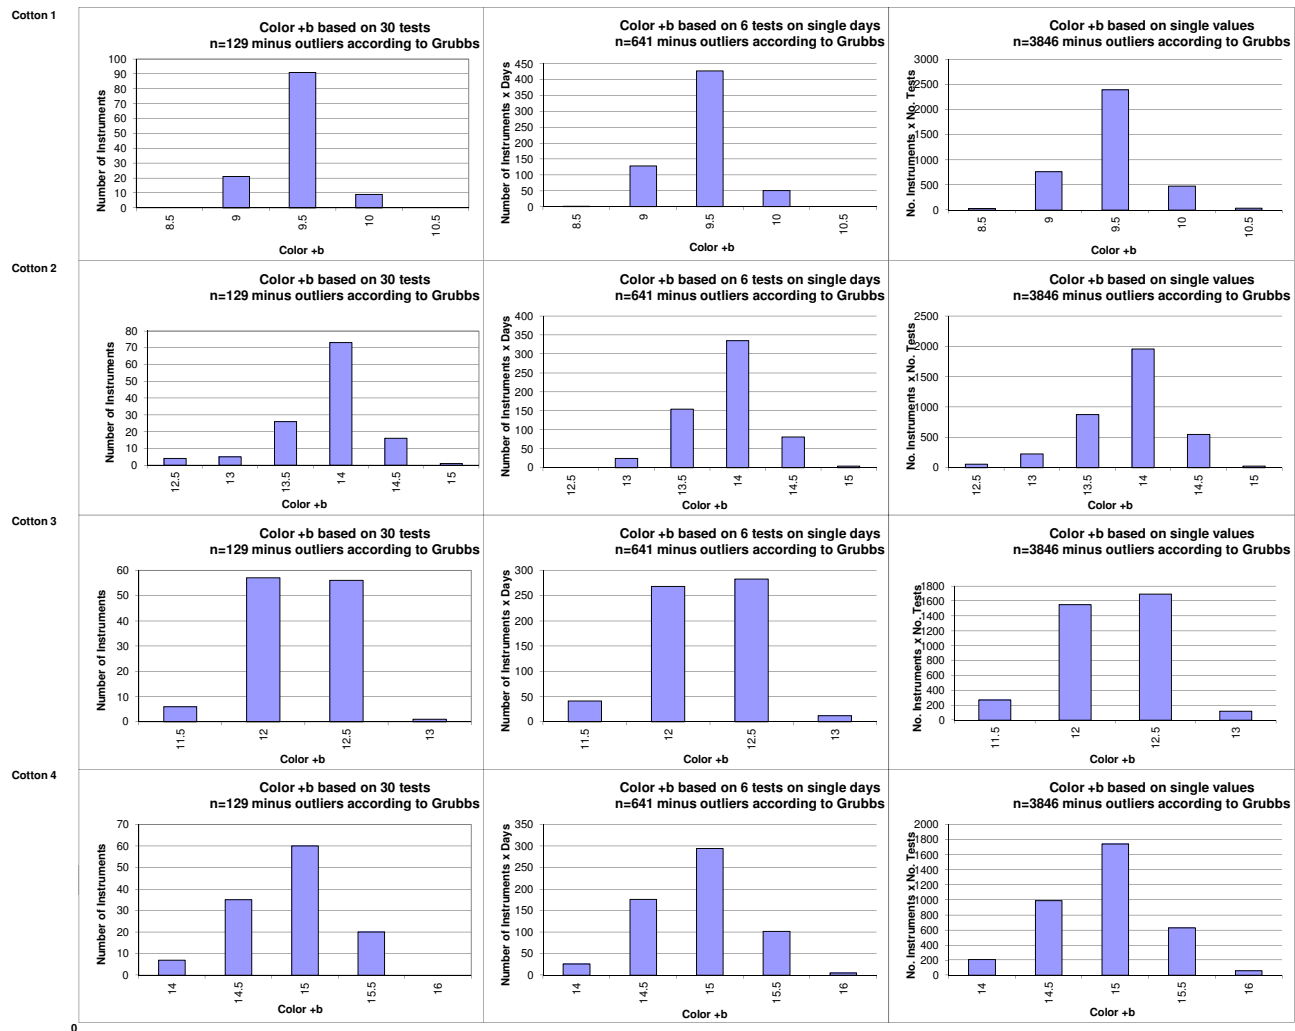 Cotton 1
Color +b based on 30 tests
n=129 minus outliers according to Grubbs
Number of Instruments
100
90
80
70
60
50
40
30
20
10
0
8.5 9 9.5 10 10.5
Color +b
Color +b based on 6 tests on single days
n=641 minus outliers according to Grubbs
Number of Instruments x Days
450
400
350
300
250
200
150
100
50
0
8.5 9 9.5 10 10.5
Color +b
Color +b based on single values
n=3846 minus outliers according to Grubbs
No. Instruments x No. Tests
3000
2500
2000
1500
1000
500
0
8.5 9 9.5 10 10.5
Color +b
Cotton 2
Color +b based on 30 tests
n=129 minus outliers according to Grubbs
Number of Instruments
80
70
60
50
40
30
20
10
0
12.5 13 13.5 14 14.5 15
Color +b
Color +b based on 6 tests on single days
n=641 minus outliers according to Grubbs
Number of Instruments x Days
400
350
300
250
200
150
100
50
0
12.5 13 13.5 14 14.5 15
Color +b
Color +b based on single values
n=3846 minus outliers according to Grubbs
No. Instruments x No. Tests
2500
2000
1500
1000
500
0
12.5 13 13.5 14 14.5 15
Color +b
Cotton 3
Color +b based on 30 tests
n=129 minus outliers according to Grubbs
Number of Instruments
60
50
40
30
20
10
0
11.5 12 12.5 13
Color +b
Color +b based on 6 tests on single days
n=641 minus outliers according to Grubbs
Number of Instruments x Days
300
250
200
150
100
50
0
11.5 12 12.5 13
Color +b
Color +b based on single values
n=3846 minus outliers according to Grubbs
No. Instruments x No. Tests
1800
1600
1400
1200
1000
800
600
400
200
0
11.5 12 12.5 13
Color +b
Cotton 4
Color +b based on 30 tests
n=129 minus outliers according to Grubbs
Number of Instruments
70
60
50
40
30
20
10
0
14 14.5 15 15.5 16
Color +b
Color +b based on 6 tests on single days
n=641 minus outliers according to Grubbs
Number of Instruments x Days
350
300
250
200
150
100
50
0
14 14.5 15 15.5 16
Color +b
Color +b based on single values
n=3846 minus outliers according to Grubbs
No. Instruments x No. Tests
2000
1800
1600
1400
1200
1000
800
600
400
200
0
14 14.5 15 15.5 16
Color +b
0